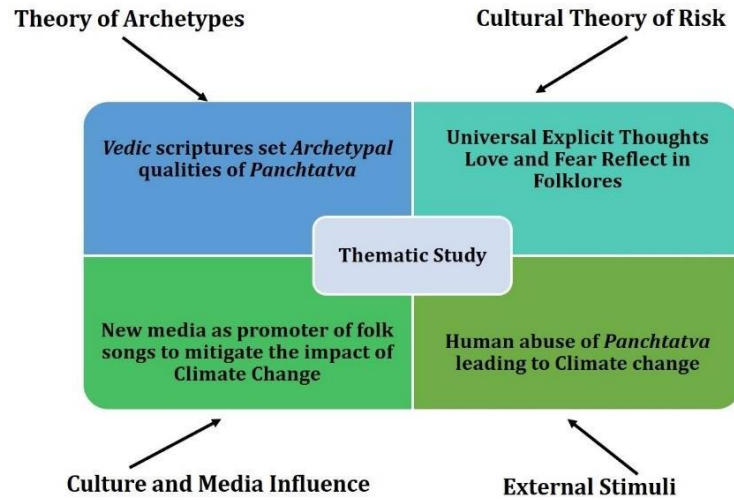 Theory of Archetypes
Cultural Theory of Risk
Vedic scriptures set Archetypal
qualities of Panchtatva
Universal Explicit Thoughts
Love and Fear Reflect in
Folklores
Thematic Study
New media as promoter of folk
songs to mitigate the impact of
Climate Change
Human abuse of Panchtatva
leading to Climate change
Culture and Media Influence
External Stimuli